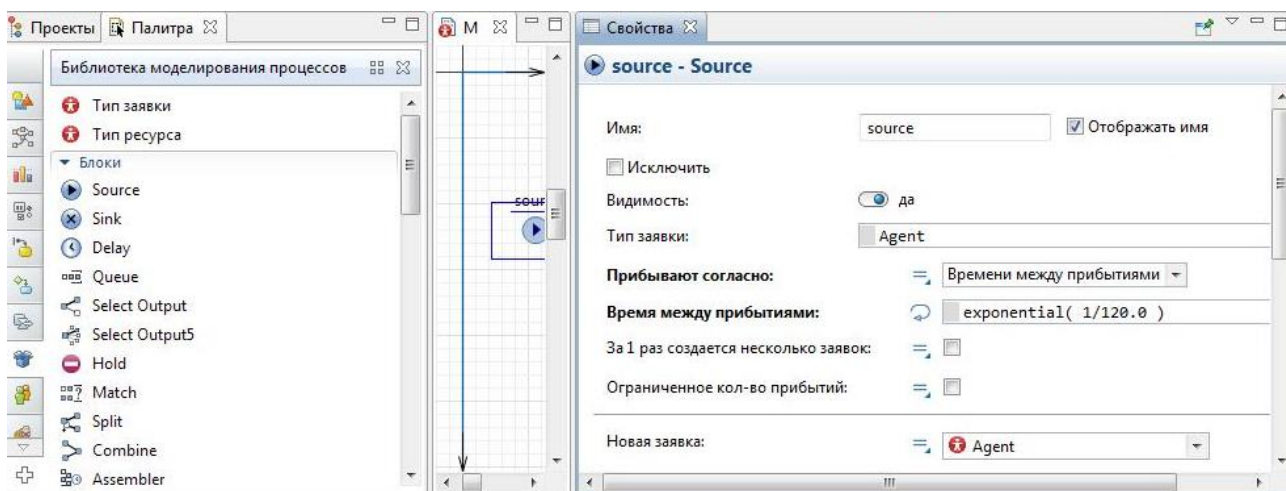 Проекты
Палитра
М
Свойства
Библиотека моделирования процессов
Тип заявки
Тип ресурса
Блоки
Source
Sink
Delay
Queue
Select Output
Select Output5
Hold
Match
Split
Combine
Assembler
sour
source - Source
Имя:
source
Отображать имя
Исключить
Видимость:
да
Тип заявки:
Agent
Прибывают согласно:
Времени между прибытиями
Время между прибытиями:
exponential( 1/120.0 )
За 1 раз создается несколько заявок:
Ограниченное кол-во прибытий:
Новая заявка:
Agent